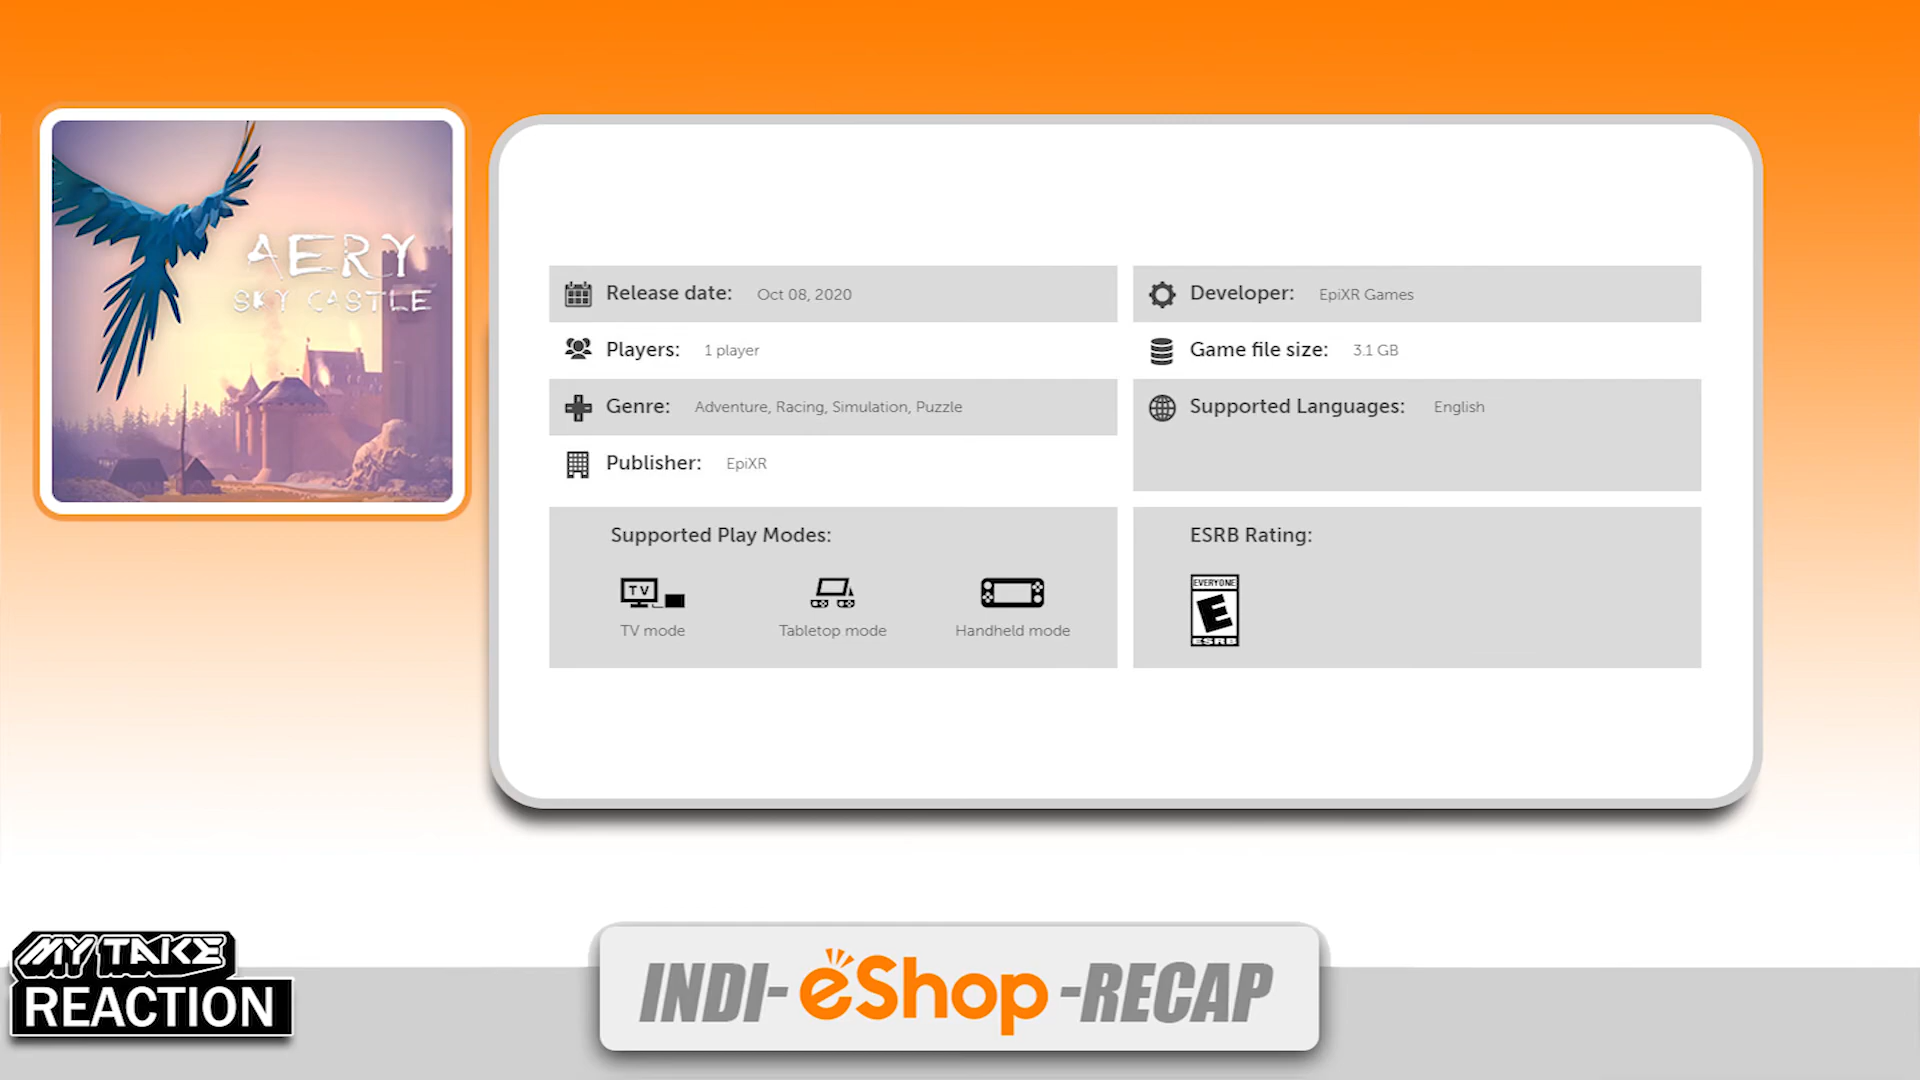 AERY
SKY CASTLE
Release date: Oct 08, 2020
Players: 1 player
Genre: Adventure, Racing, Simulation, Puzzle
Publisher: EpiXR
Developer: EpiXR Games
Game file size: 3.1 GB
Supported Languages: English
Supported Play Modes:
TV
TV mode
Tabletop mode
Handheld mode
ESRB Rating:
EVERYONE
E
ESRB
MY TAKE
REACTION
INDI-eShop-RECAP